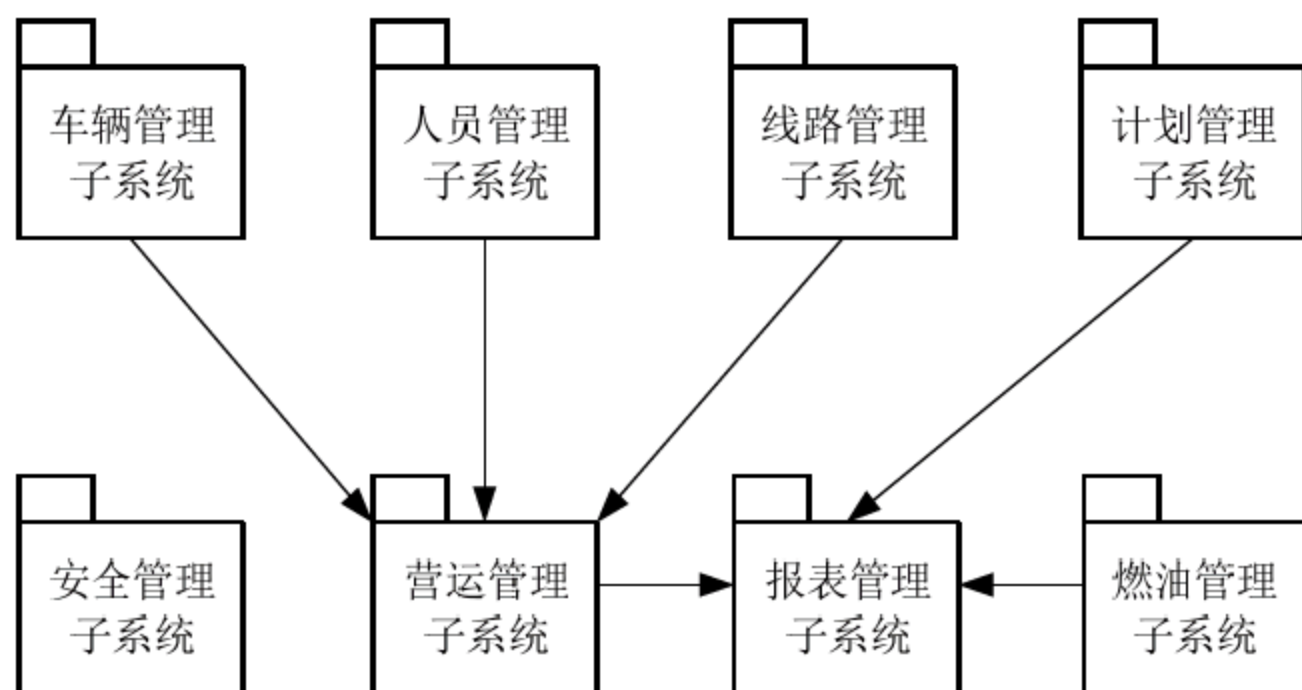 车辆管理
子系统
人员管理
子系统
线路管理
子系统
计划管理
子系统
安全管理
子系统
营运管理
子系统
报表管理
子系统
燃油管理
子系统